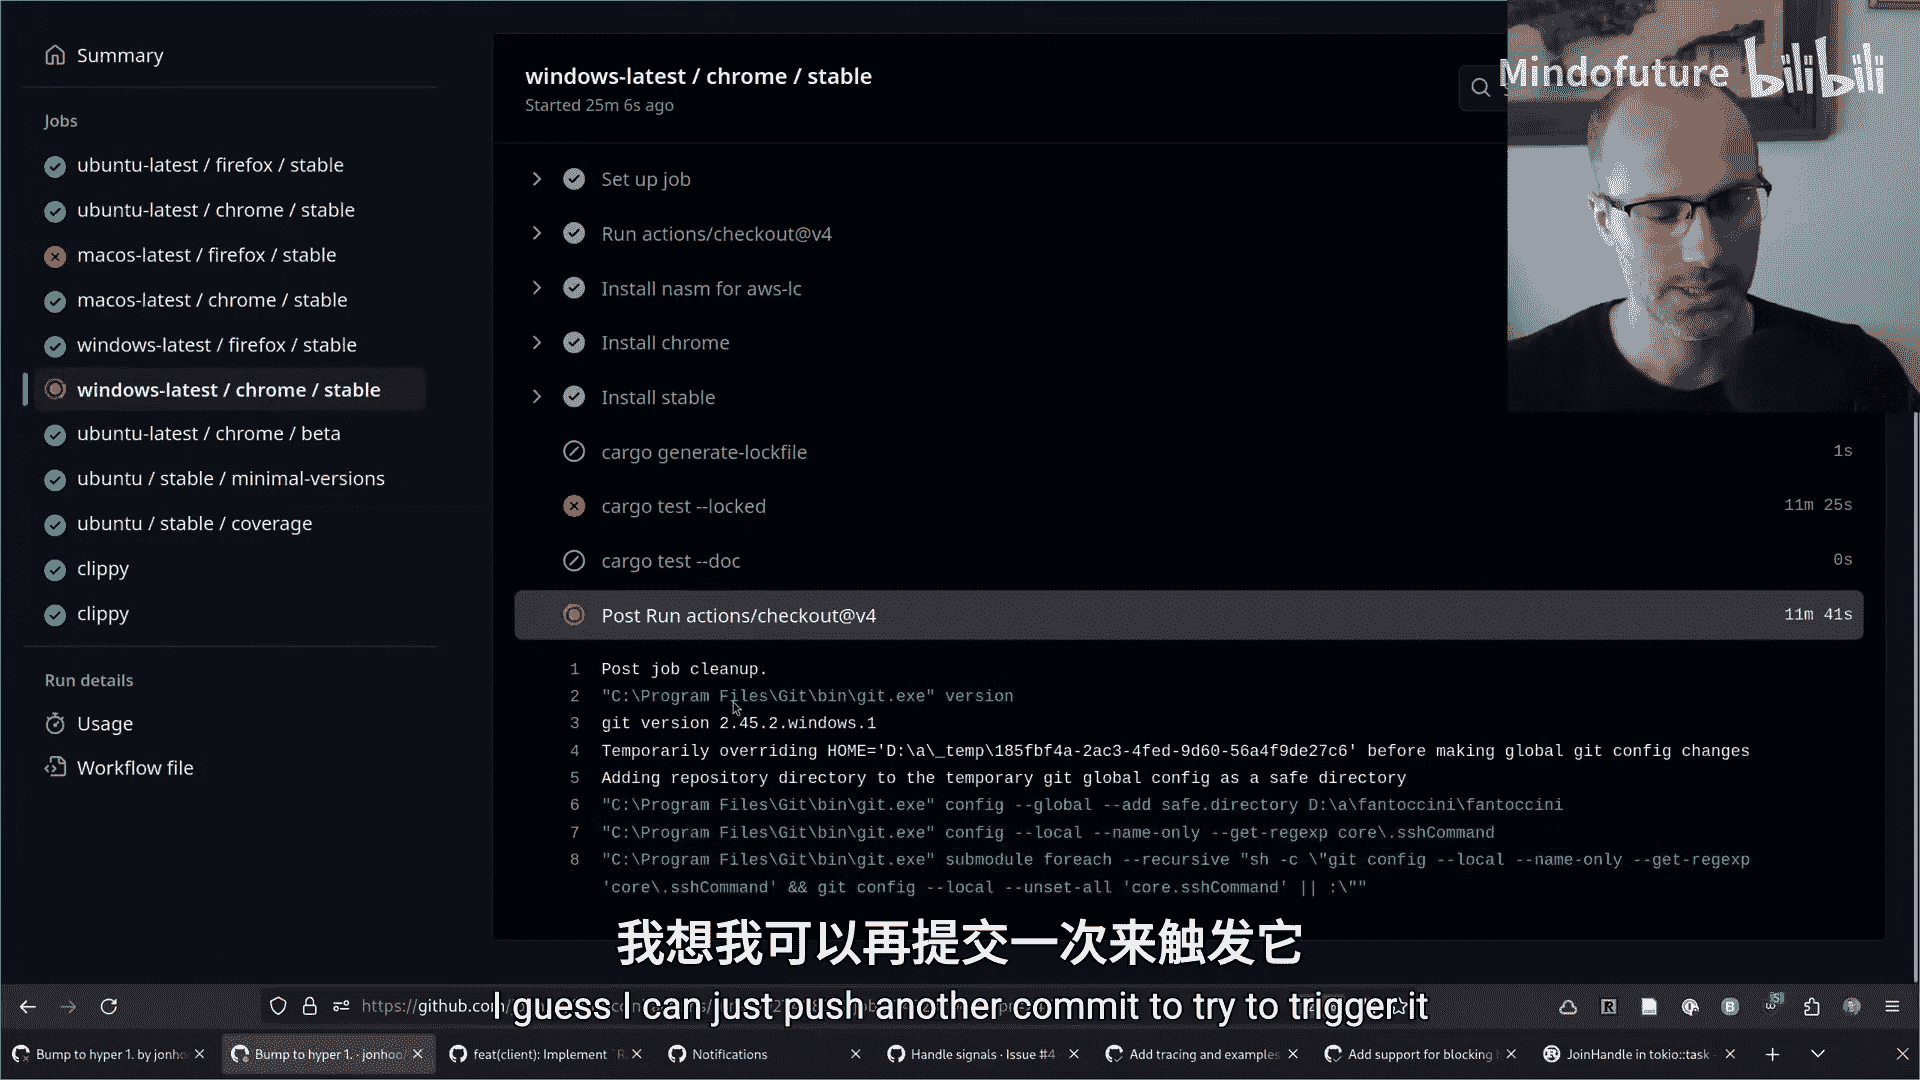 Summary
Jobs
ubuntu-latest / firefox / stable
ubuntu-latest / chrome / stable
macos-latest / firefox / stable
macos-latest / chrome / stable
windows-latest / firefox / stable
windows-latest / chrome / stable
ubuntu-latest / chrome / beta
ubuntu / stable / minimal-versions
ubuntu / stable / coverage
clippy
clippy
Run details
Usage
Workflow file
windows-latest / chrome / stable
Started 25m 6s ago
Mindofuture bilibili
Set up job
Run actions/checkout@v4
Install nasm for aws-lc
Install chrome
Install stable
cargo generate-lockfile 1s
cargo test --locked 11m 25s
cargo test --doc 0s
Post Run actions/checkout@v4 11m 41s
1 Post job cleanup.
2 "C:\Program Files\Git\bin\git.exe" version
3 git version 2.45.2.windows.1
4 Temporarily overriding HOME='D:\a\_temp\185fbf4a-2ac3-4fed-9d60-56a4f9de27c6' before making global git config changes
5 Adding repository directory to the temporary git global config as a safe directory
6 "C:\Program Files\Git\bin\git.exe" config --global --add safe.directory D:\a\fantoccini\fantoccini
7 "C:\Program Files\Git\bin\git.exe" config --local --name-only --get-regexp core\.sshCommand
8 "C:\Program Files\Git\bin\git.exe" submodule foreach --recursive "sh -c \"git config --local --name-only --get-regexp
'core\.sshCommand' && git config --local --unset-all 'core.sshCommand' || :\""
我想我可以再提交一次来触发它
I guess I can just push another commit to try to trigger it
https://github.com
Bump to hyper 1. by jonho
Bump to hyper 1. · jonhoo/
feat(client): Implement
Notifications
Handle signals · Issue #4
Add tracing and examples
Add support for blocking
JoinHandle in tokio::task